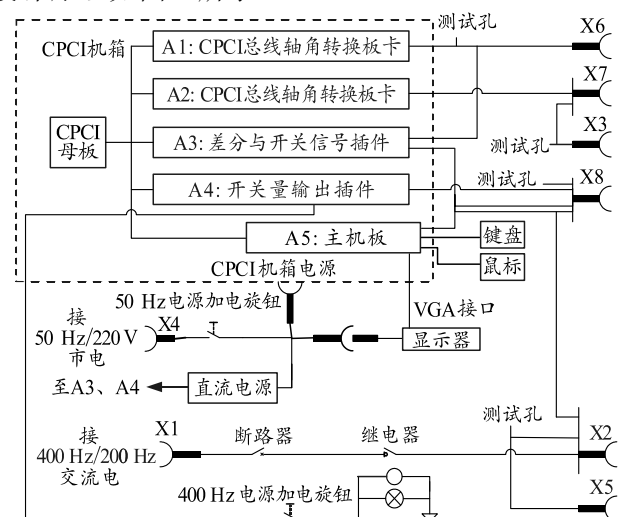 测试孔
X6
CPCI机箱
A1: CPCI总线轴角转换板卡
X7
A2: CPCI总线轴角转换板卡
CPCI
母板
X3
A3: 差分与开关信号插件
测试孔
测试孔
X8
A4: 开关量输出插件
A5: 主机板
键盘
鼠标
CPCI机箱电源
50 Hz电源加电旋钮
VGA接口
接
50 Hz/220 V
市电
X4
显示器
至A3、A4
直流电源
测试孔
接
400 Hz/200 Hz
交流电
X1
断路器
继电器
X2
X5
400 Hz 电源加电旋钮